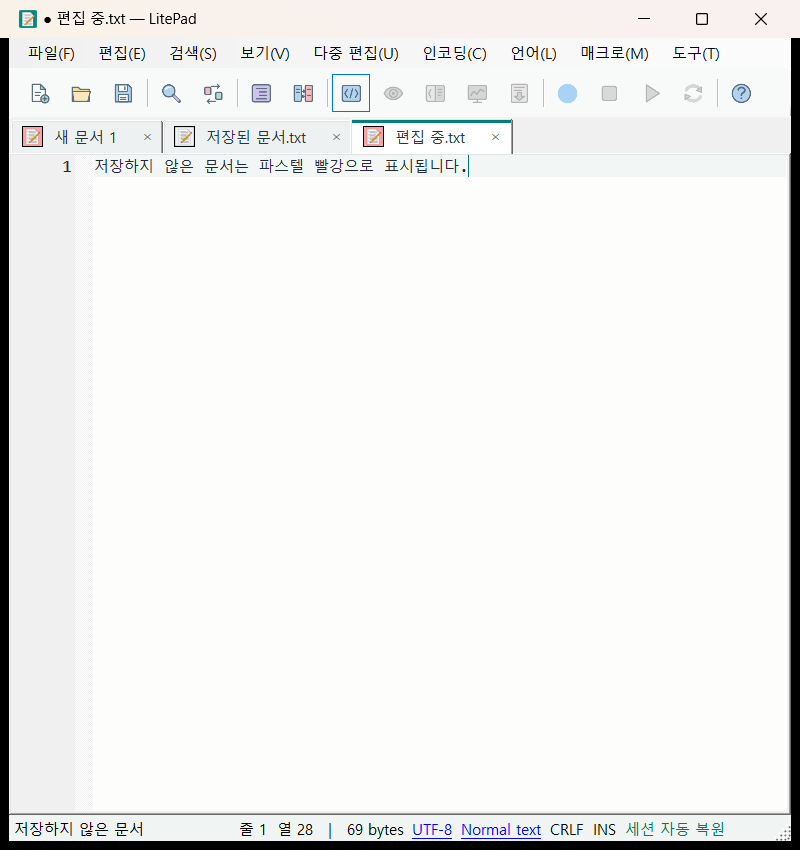 ● 편집 중.txt — LitePad
파일(F) 편집(E) 검색(S) 보기(V) 다중 편집(U) 인코딩(C) 언어(L) 매크로(M) 도구(T)
새 문서 1 × 저장된 문서.txt × 편집 중.txt ×
1 저장하지 않은 문서는 파스텔 빨강으로 표시됩니다.
저장하지 않은 문서 줄 1 열 28 | 69 bytes UTF-8 Normal text CRLF INS 세션 자동 복원